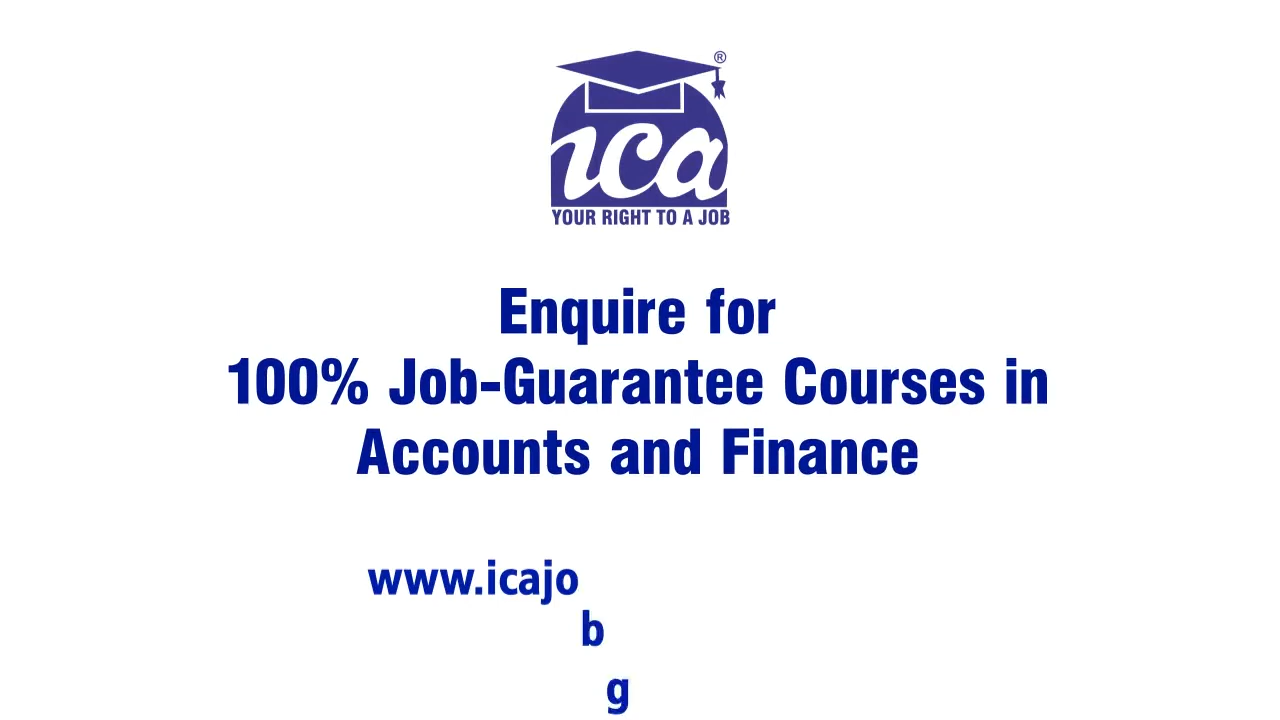 ®
ica
YOUR RIGHT TO A JOB
Enquire for
100% Job-Guarantee Courses in
Accounts and Finance
www.icajo
b
g